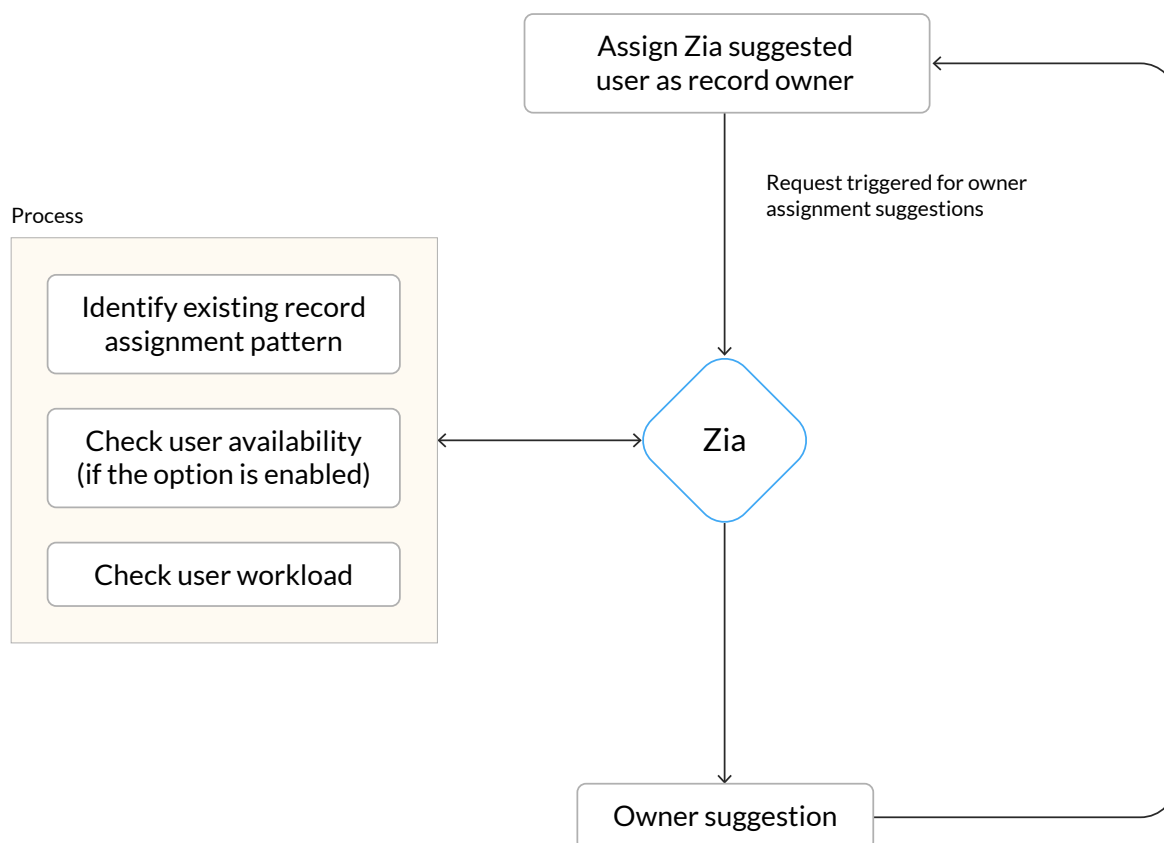 Assign Zia suggested
user as record owner
Request triggered for owner
assignment suggestions
Process
Identify existing record
assignment pattern
Check user availability
(if the option is enabled)
Check user workload
Zia
Owner suggestion